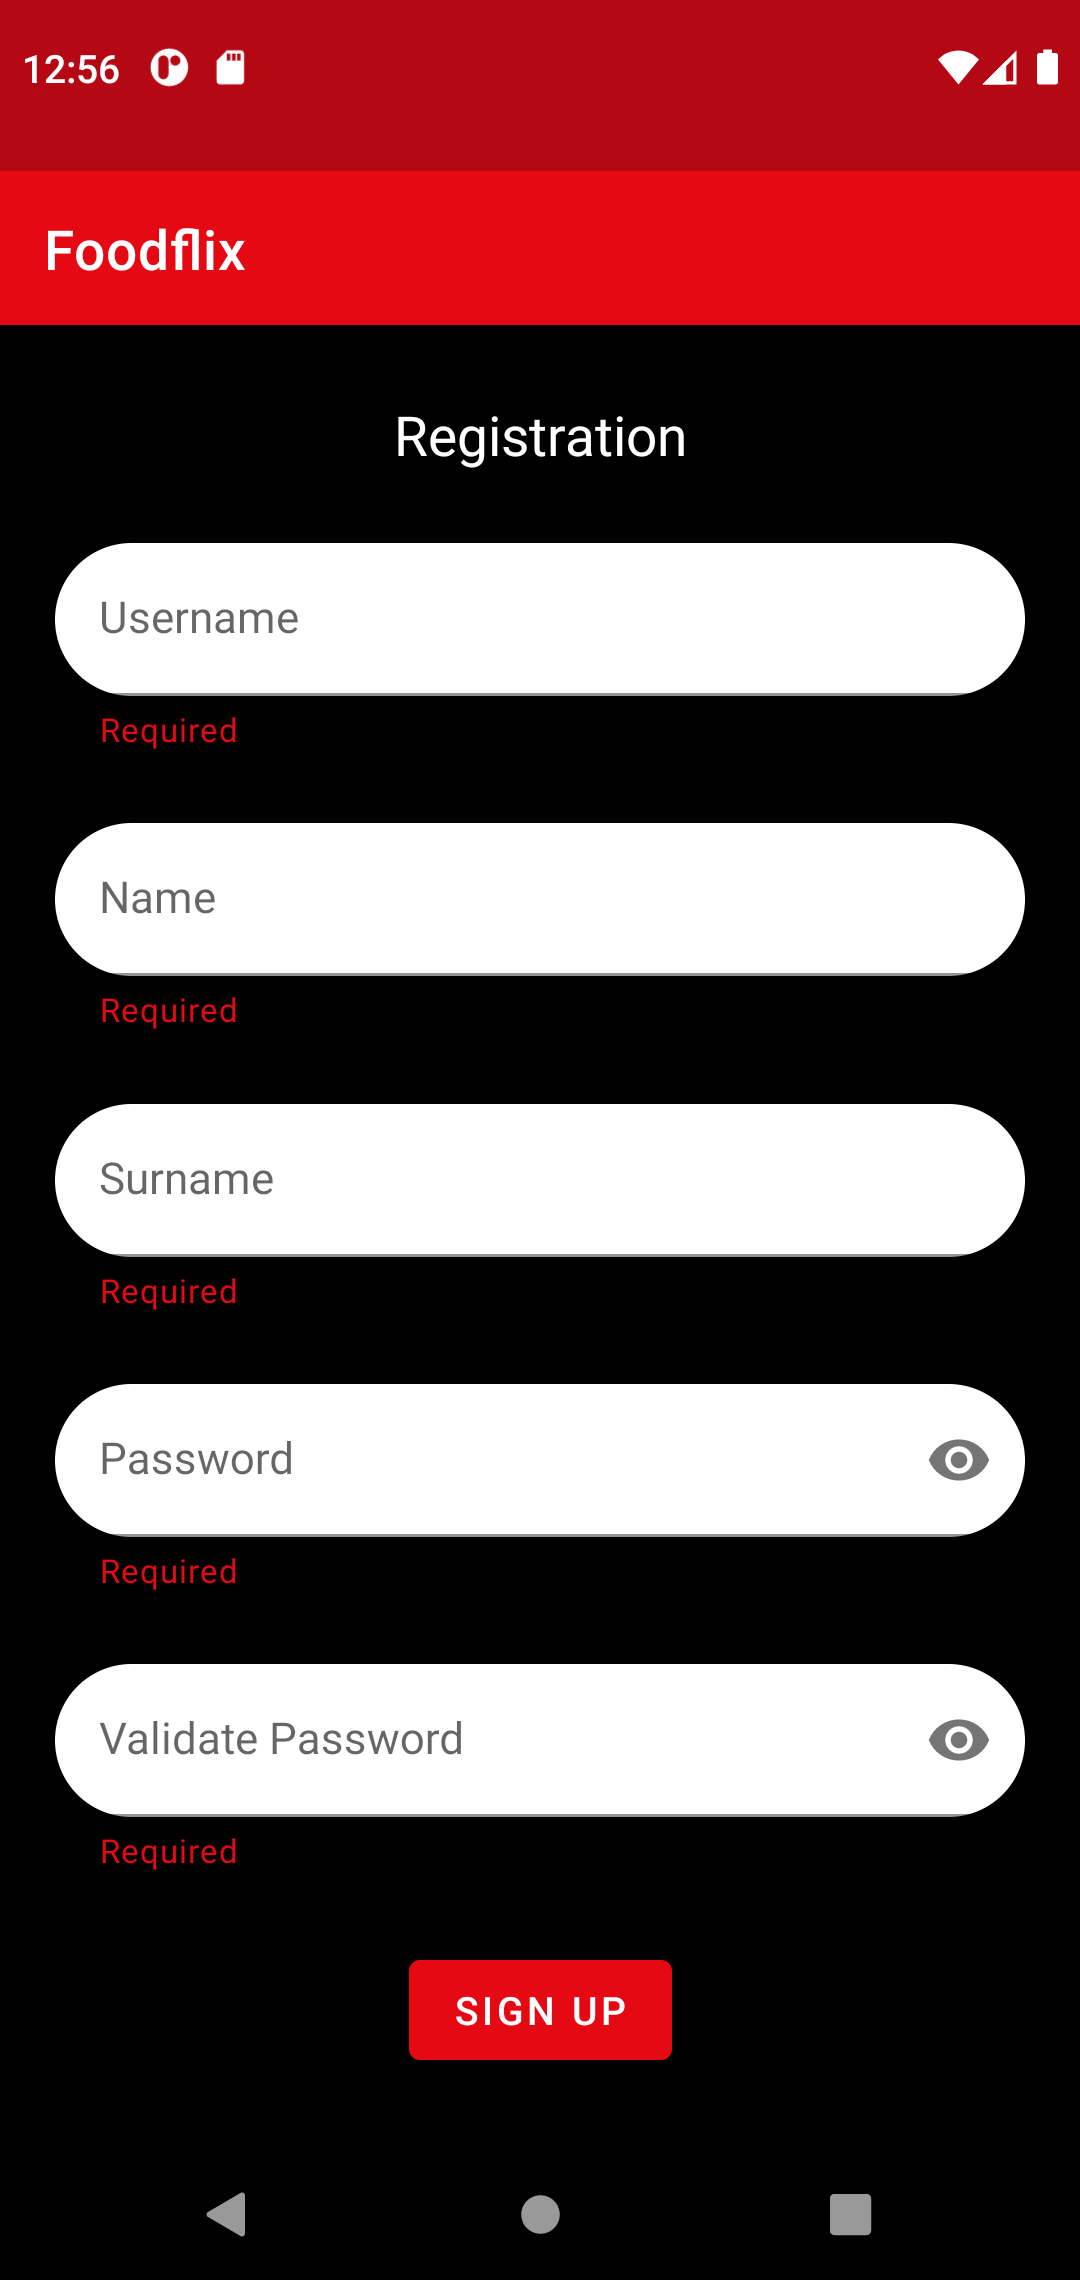 12:56
Foodflix
Registration
Username
Required
Name
Required
Surname
Required
Password
Required
Validate Password
Required
SIGN UP